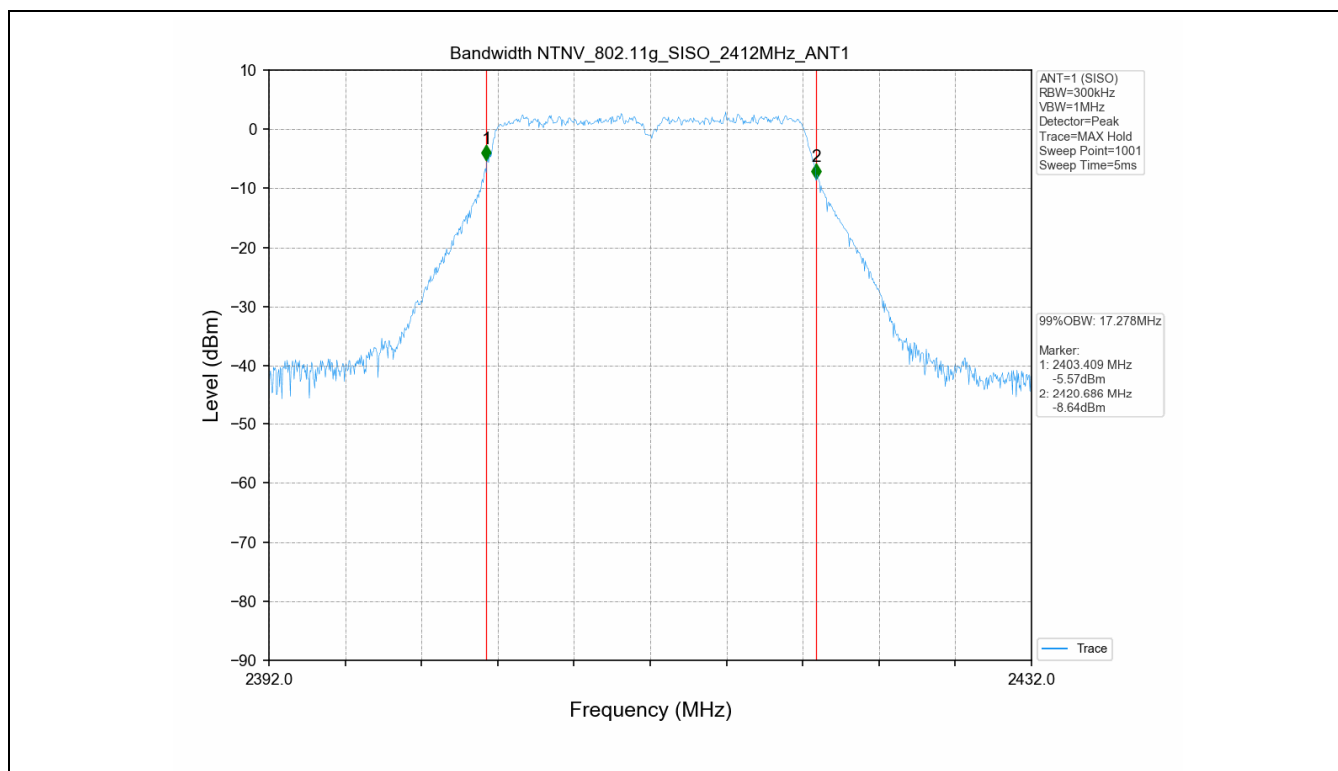 Bandwidth NTNV_802.11g_SISO_2412MHz_ANT1
10
0
−10
−20
−30
−40
−50
−60
−70
−80
−90
Level (dBm)
1
2
2392.0
2432.0
Frequency (MHz)
ANT=1 (SISO)
RBW=300kHz
VBW=1MHz
Detector=Peak
Trace=MAX Hold
Sweep Point=1001
Sweep Time=5ms
99%OBW: 17.278MHz
Marker:
1: 2403.409 MHz
-5.57dBm
2: 2420.686 MHz
-8.64dBm
Trace